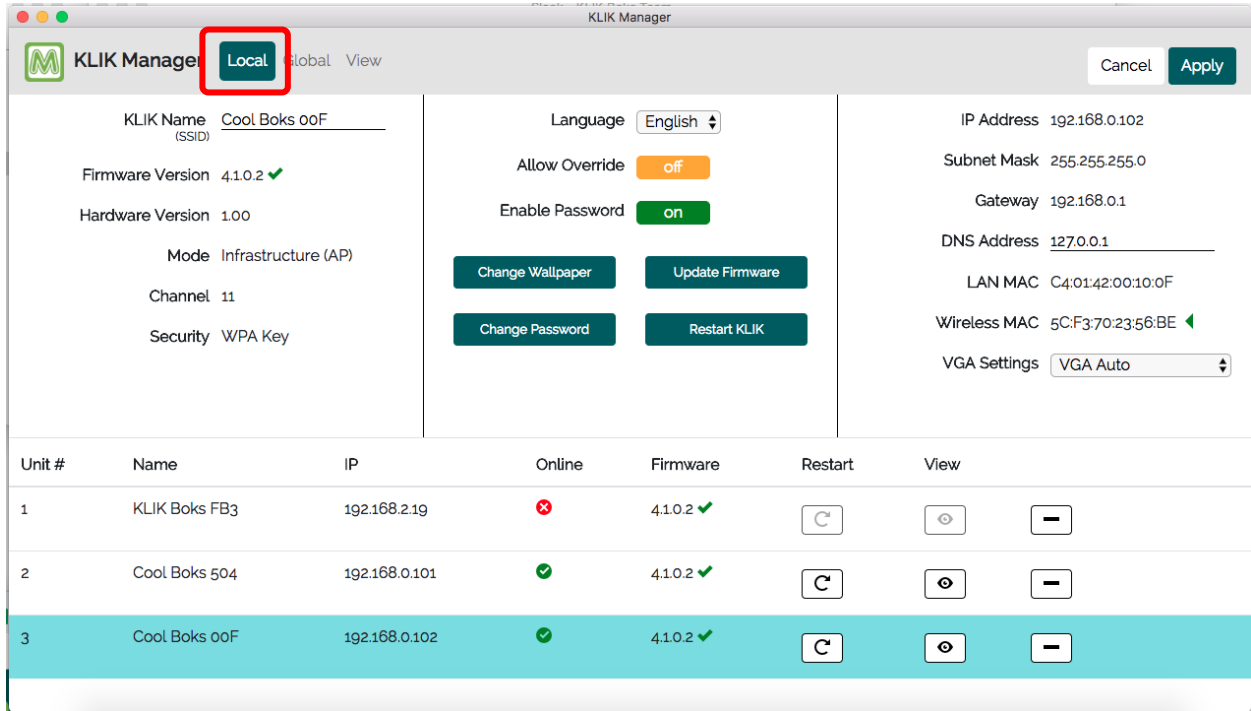 KLIK Manager
KLIK Manager Local Global View Cancel Apply
KLIK Name Cool Boks 00F
(SSID)
Firmware Version 4.1.0.2
Hardware Version 1.00
Mode Infrastructure (AP)
Channel 11
Security WPA Key
Language English
Allow Override off
Enable Password on
Change Wallpaper Update Firmware
Change Password Restart KLIK
IP Address 192.168.0.102
Subnet Mask 255.255.255.0
Gateway 192.168.0.1
DNS Address 127.0.0.1
LAN MAC C4:01:42:00:10:0F
Wireless MAC 5C:F3:70:23:56:BE
VGA Settings VGA Auto
Unit # Name IP Online Firmware Restart View
1 KLIK Boks FB3 192.168.2.19 4.1.0.2
2 Cool Boks 504 192.168.0.101 4.1.0.2
3 Cool Boks 00F 192.168.0.102 4.1.0.2